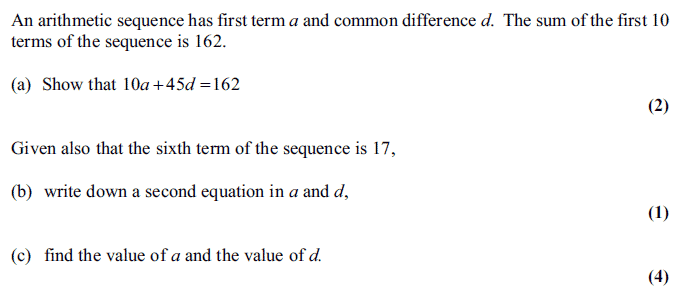 An arithmetic sequence has first term a and common difference d. The sum of the first 10
terms of the sequence is 162.
(a) Show that 10a + 45d = 162
(2)
Given also that the sixth term of the sequence is 17,
(b) write down a second equation in a and d,
(1)
(c) find the value of a and the value of d.
(4)